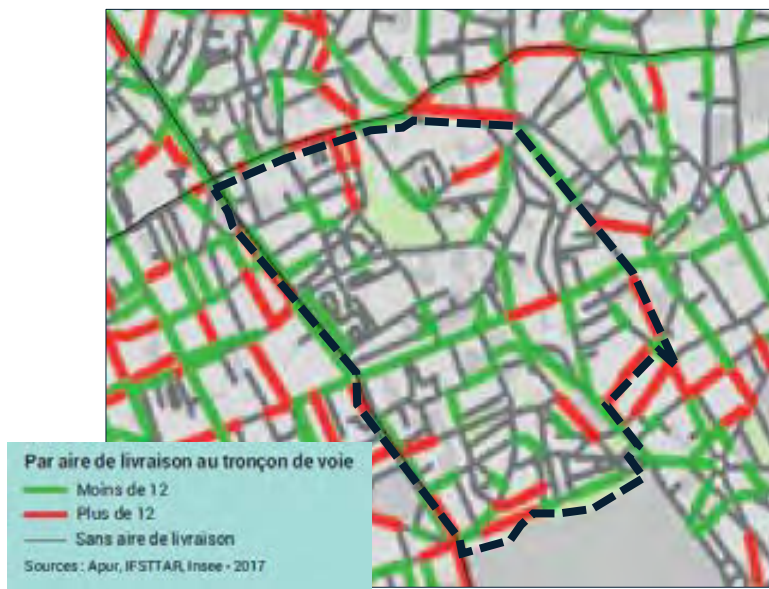 Par aire de livraison au tronçon de voie
Moins de 12
Plus de 12
Sans aire de livraison
Sources : Apur, IFSTTAR, Insee - 2017